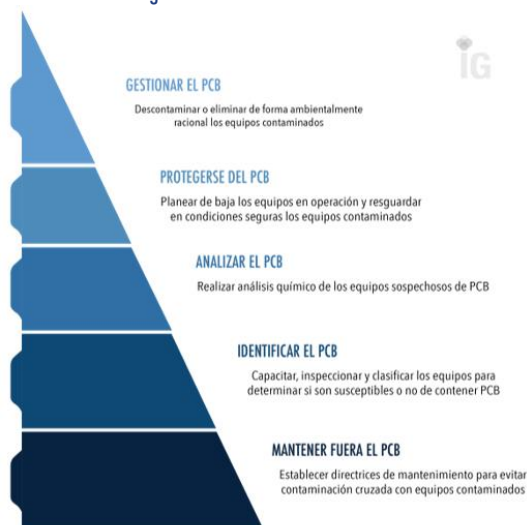 iG
GESTIONAR EL PCB
Descontaminar o eliminar de forma ambientalmente
racional los equipos contaminados
PROTEGERSE DEL PCB
Planear de baja los equipos en operación y resguardar
en condiciones seguras los equipos contaminados
ANALIZAR EL PCB
Realizar análisis químico de los equipos sospechosos de PCB
IDENTIFICAR EL PCB
Capacitar, inspeccionar y clasificar los equipos para
determinar si son susceptibles o no de contener PCB
MANTENER FUERA EL PCB
Establecer directrices de mantenimiento para evitar
contaminación cruzada con equipos contaminados